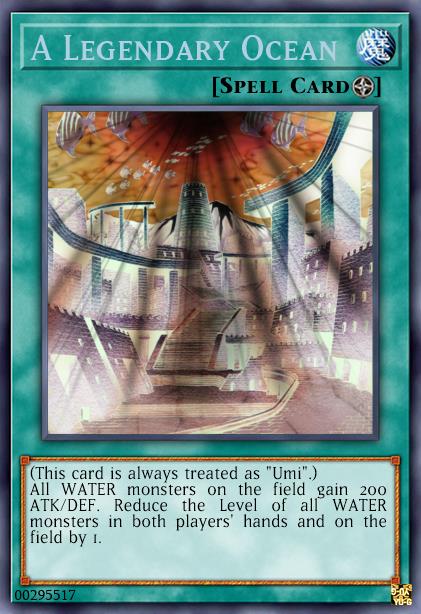 A Legendary Ocean
[Spell Card]
(This card is always treated as "Umi".)
All WATER monsters on the field gain 200
ATK/DEF. Reduce the Level of all WATER
monsters in both players' hands and on the
field by 1.
00295517